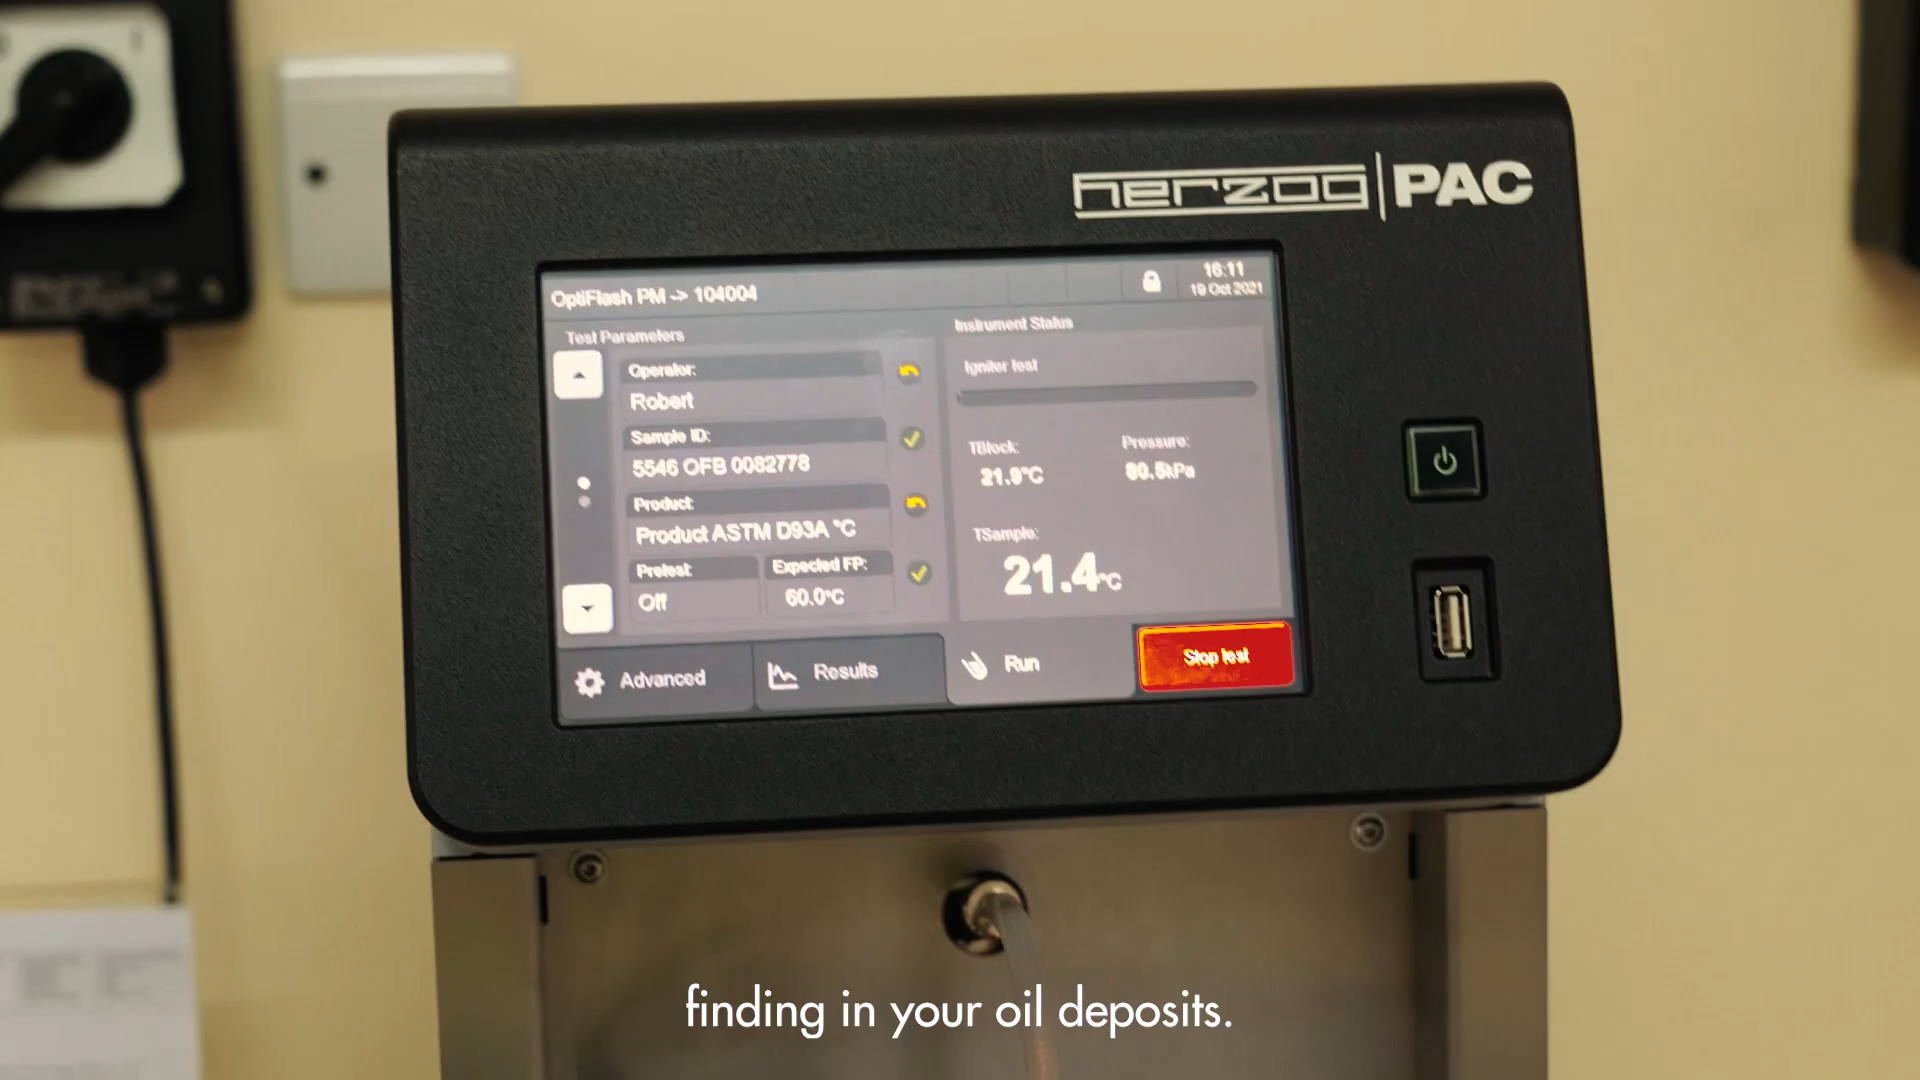 herzog PAC
OptiFlash PM -> 104004
16:11
19 Oct 2021
Test Parameters
Instrument Status
Operator:
Robert
Igniter test
Sample ID:
5546 OFB 0082778
TBlock:
21.9°C
Pressure:
80.5kPa
Product:
Product ASTM D93A °C
TSample:
21.4°C
Pretest:
Off
Expected FP:
60.0°C
Advanced
Results
Run
Stop test
finding in your oil deposits.